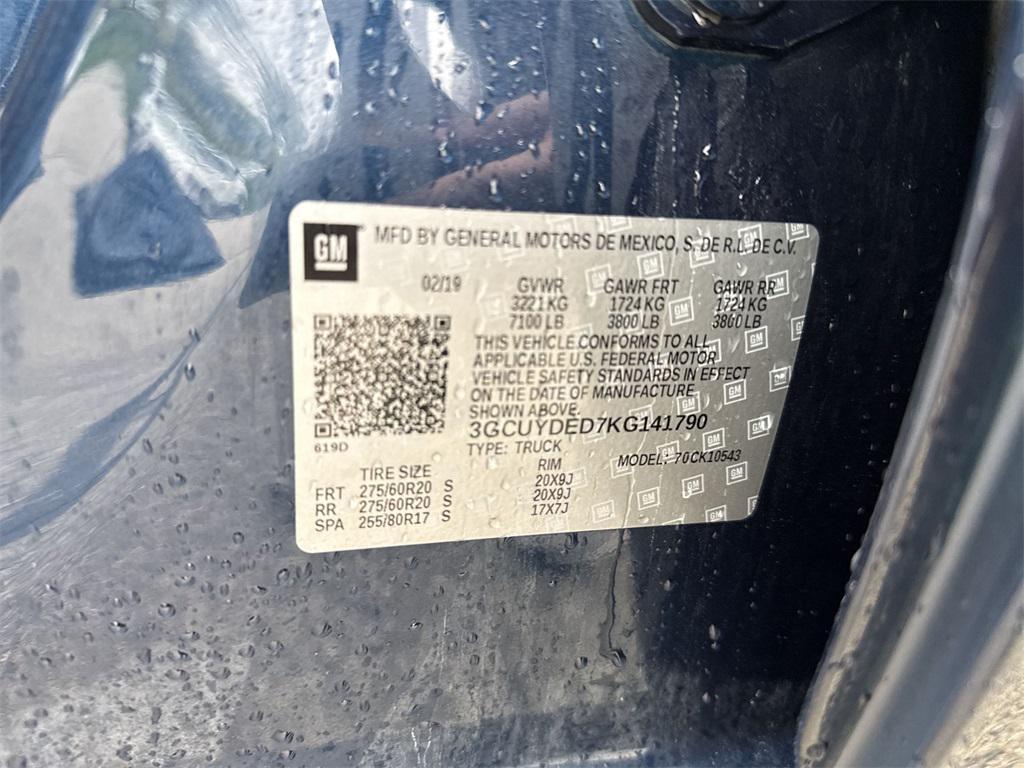 GM
MFD BY GENERAL MOTORS DE MEXICO, S. DE R.L. DE C.V.
02/19 GVWR GAWR FRT GAWR RR
3221 KG 1724 KG 1724 KG
7100 LB 3800 LB 3800 LB
THIS VEHICLE CONFORMS TO ALL
APPLICABLE U.S. FEDERAL MOTOR
VEHICLE SAFETY STANDARDS IN EFFECT
ON THE DATE OF MANUFACTURE
SHOWN ABOVE.
3GCUYDED7KG141790
619D
TYPE: TRUCK MODEL: 70CK10543
TIRE SIZE RIM
FRT 275/60R20 S 20X9J
RR 275/60R20 S 20X9J
SPA 255/80R17 S 17X7J